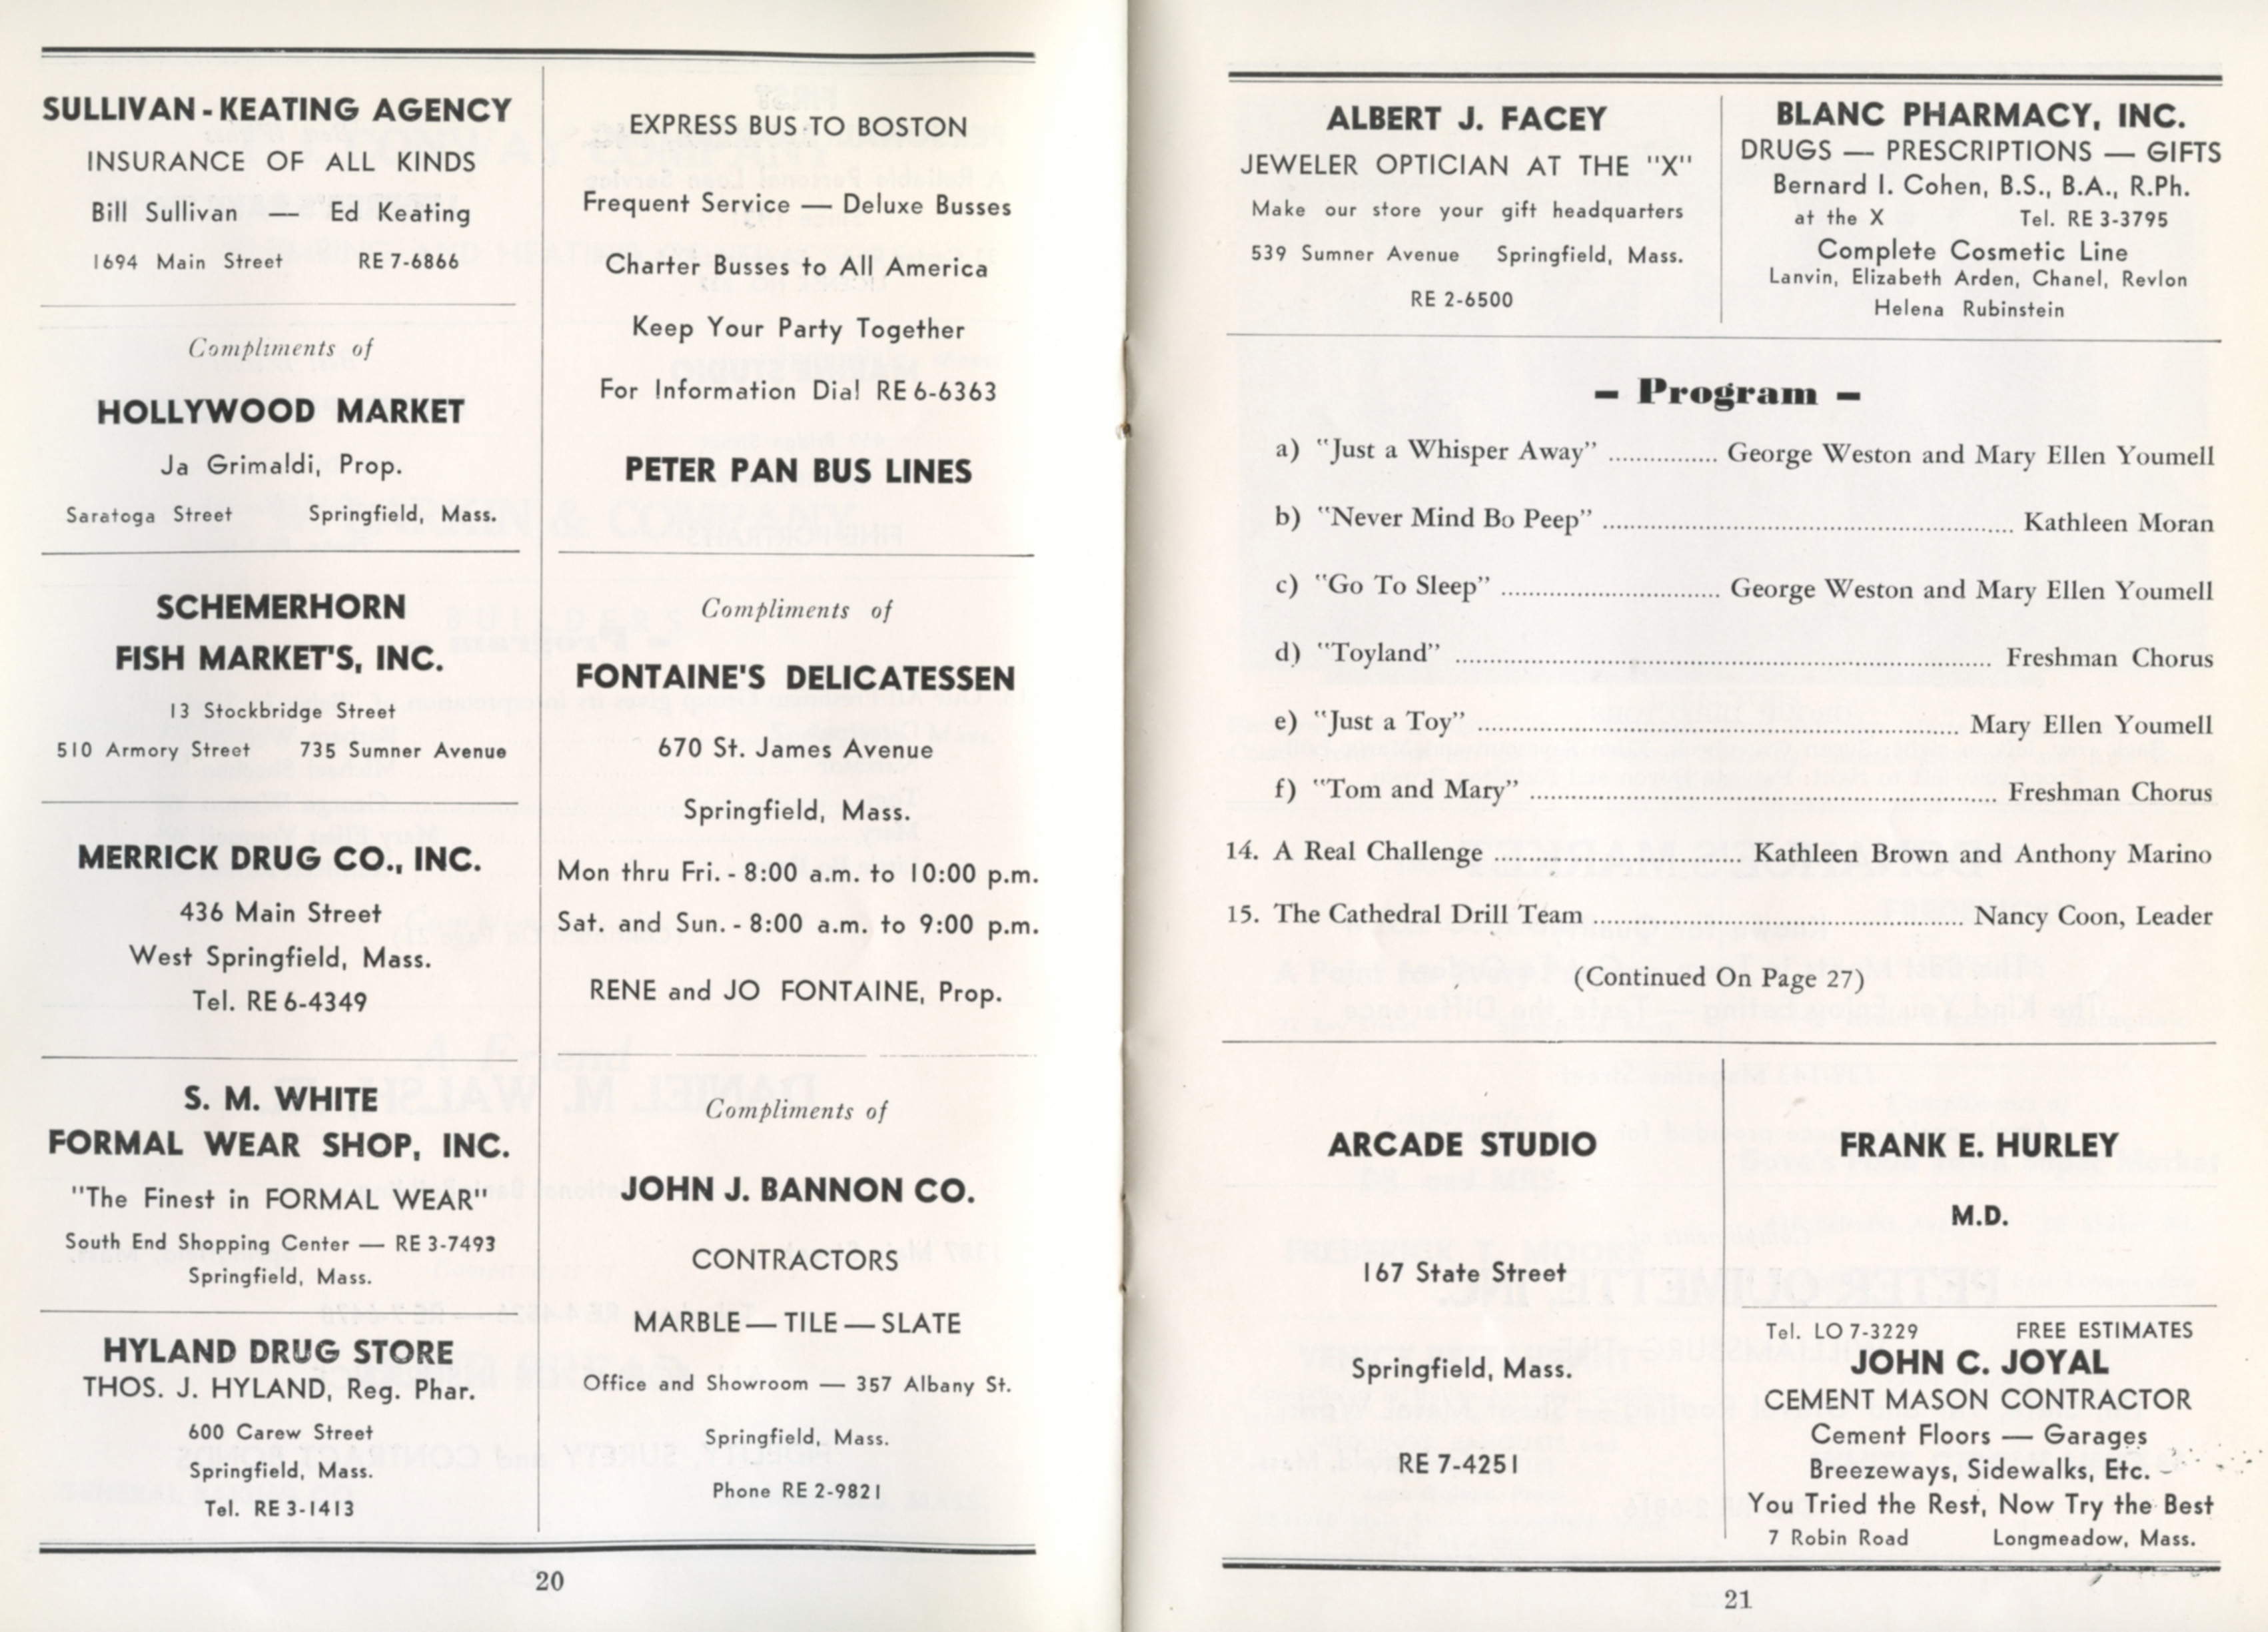 SULLIVAN - KEATING AGENCY
INSURANCE OF ALL KINDS
Bill Sullivan — Ed Keating
1694 Main Street RE 7-6866
Compliments of
HOLLYWOOD MARKET
Ja Grimaldi, Prop.
Saratoga Street Springfield, Mass.
SCHEMERHORN
FISH MARKET'S, INC.
13 Stockbridge Street
510 Armory Street 735 Sumner Avenue
MERRICK DRUG CO., INC.
436 Main Street
West Springfield, Mass.
Tel. RE 6-4349
S. M. WHITE
FORMAL WEAR SHOP, INC.
"The Finest in FORMAL WEAR"
South End Shopping Center — RE 3-7493
Springfield, Mass.
HYLAND DRUG STORE
THOS. J. HYLAND, Reg. Phar.
600 Carew Street
Springfield, Mass.
Tel. RE 3-1413
EXPRESS BUS TO BOSTON
Frequent Service — Deluxe Busses
Charter Busses to All America
Keep Your Party Together
For Information Dial RE 6-6363
PETER PAN BUS LINES
Compliments of
FONTAINE'S DELICATESSEN
670 St. James Avenue
Springfield, Mass.
Mon thru Fri. - 8:00 a.m. to 10:00 p.m.
Sat. and Sun. - 8:00 a.m. to 9:00 p.m.
RENE and JO FONTAINE, Prop.
Compliments of
JOHN J. BANNON CO.
CONTRACTORS
MARBLE — TILE — SLATE
Office and Showroom — 357 Albany St.
Springfield, Mass.
Phone RE 2-9821
20
ALBERT J. FACEY
JEWELER OPTICIAN AT THE "X"
Make our store your gift headquarters
539 Sumner Avenue Springfield, Mass.
RE 2-6500
BLANC PHARMACY, INC.
DRUGS — PRESCRIPTIONS — GIFTS
Bernard I. Cohen, B.S., B.A., R.Ph.
at the X Tel. RE 3-3795
Complete Cosmetic Line
Lanvin, Elizabeth Arden, Chanel, Revlon
Helena Rubinstein
– Program –
a) "Just a Whisper Away" ................ George Weston and Mary Ellen Youmell
b) "Never Mind Bo Peep" ................ Kathleen Moran
c) "Go To Sleep" ................ George Weston and Mary Ellen Youmell
d) "Toyland" ................ Freshman Chorus
e) "Just a Toy" ................ Mary Ellen Youmell
f) "Tom and Mary" ................ Freshman Chorus
14. A Real Challenge ................ Kathleen Brown and Anthony Marino
15. The Cathedral Drill Team ................ Nancy Coon, Leader
(Continued On Page 27)
ARCADE STUDIO
167 State Street
Springfield, Mass.
RE 7-4251
FRANK E. HURLEY
M.D.
Tel. LO 7-3229 FREE ESTIMATES
JOHN C. JOYAL
CEMENT MASON CONTRACTOR
Cement Floors — Garages
Breezeways, Sidewalks, Etc.
You Tried the Rest, Now Try the Best
7 Robin Road Longmeadow, Mass.
21